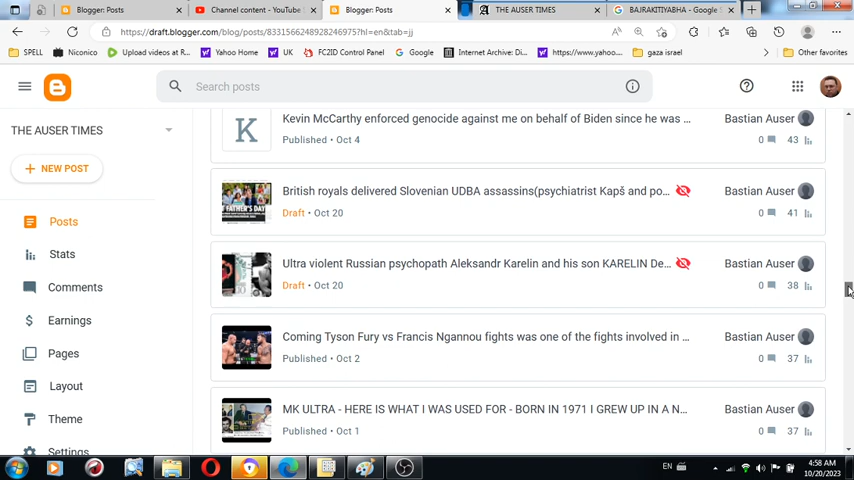 Blogger: Posts
Channel content - YouTube
Blogger: Posts
THE AUSER TIMES
BAJRAKITIYABHA - Google
https://draft.blogger.com/blog/posts/8331566248928246975?hl=en&tab=jj
SPELL
Niconico
Upload videos at R...
Yahoo Home
UK
FC2ID Control Panel
Google
Internet Archive: Di...
https://www.yahoo....
gaza israel
Other favorites
Search posts
THE AUSER TIMES
NEW POST
Posts
Stats
Comments
Earnings
Pages
Layout
Theme
Settings
K
Kevin McCarthy enforced genocide against me on behalf of Biden since he was ...
Bastian Auser
Published • Oct 4
0
43
FATHER'S DAY
British royals delivered Slovenian UDBA assassins(psychiatrist Kapš and po...
Bastian Auser
Draft • Oct 20
0
41
Ultra violent Russian psychopath Aleksandr Karelin and his son KARELIN De...
Bastian Auser
Draft • Oct 20
0
38
Coming Tyson Fury vs Francis Ngannou fights was one of the fights involved in ...
Bastian Auser
Published • Oct 2
0
37
MK ULTRA - HERE IS WHAT I WAS USED FOR - BORN IN 1971 I GREW UP IN A N...
Bastian Auser
Published • Oct 1
0
37
EN
4:58 AM
10/20/2023